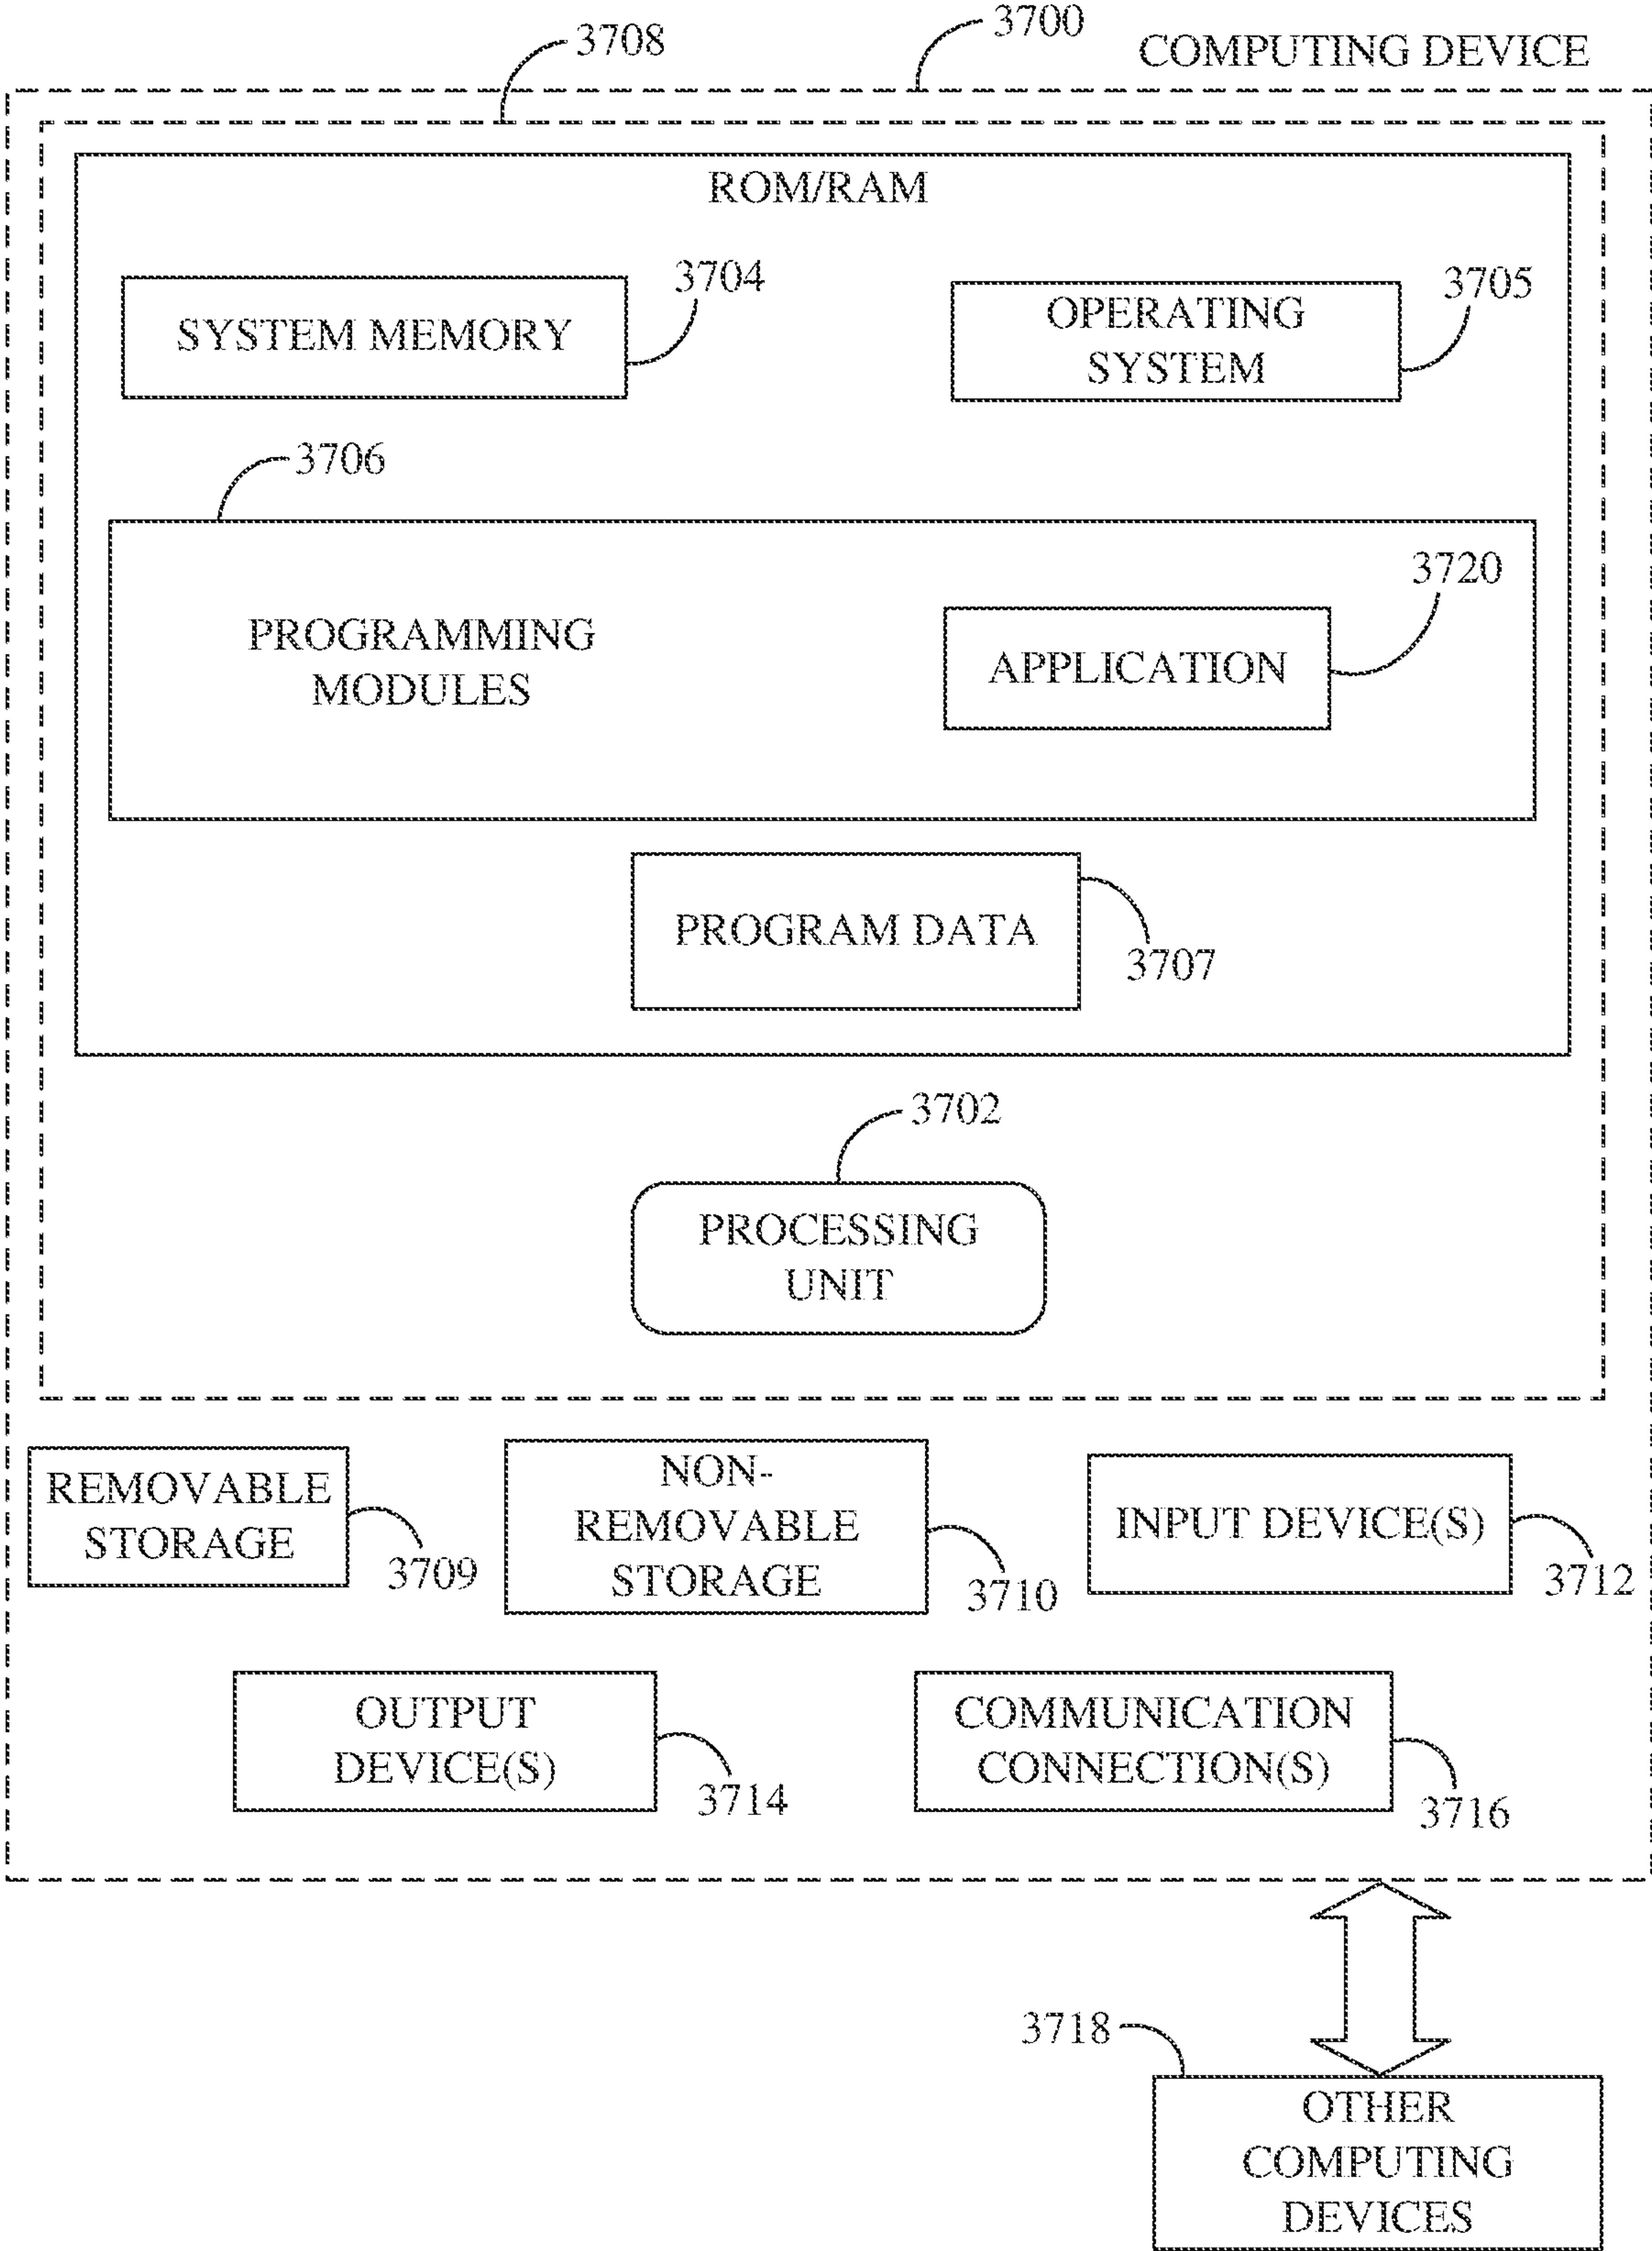 3708
3700
COMPUTING DEVICE
ROM/RAM
SYSTEM MEMORY
3704
OPERATING
SYSTEM
3705
3706
PROGRAMMING
MODULES
APPLICATION
3720
PROGRAM DATA
3707
3702
PROCESSING
UNIT
REMOVABLE
STORAGE
3709
NON-
REMOVABLE
STORAGE
3710
INPUT DEVICE(S)
3712
OUTPUT
DEVICE(S)
3714
COMMUNICATION
CONNECTION(S)
3716
3718
OTHER
COMPUTING
DEVICES